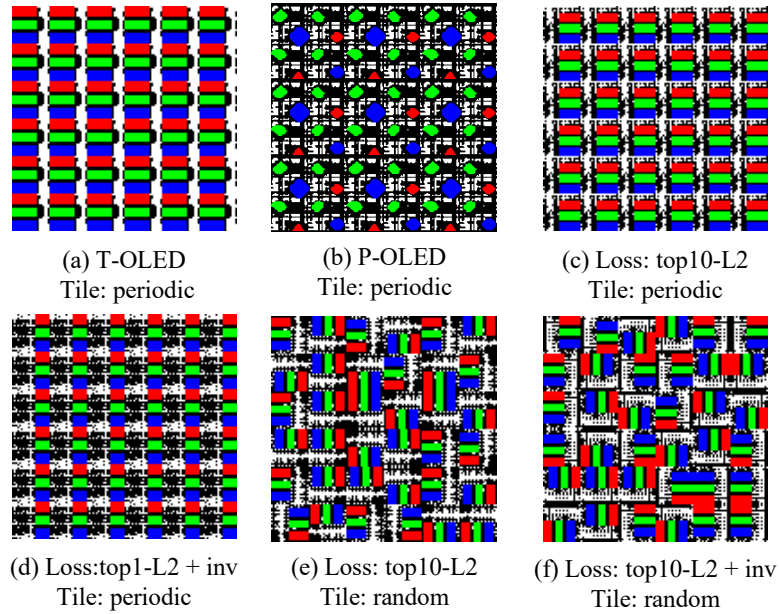 (a) T-OLED
Tile: periodic
(b) P-OLED
Tile: periodic
(c) Loss: top10-L2
Tile: periodic
(d) Loss:top1-L2 + inv
Tile: periodic
(e) Loss: top10-L2
Tile: random
(f) Loss: top10-L2 + inv
Tile: random